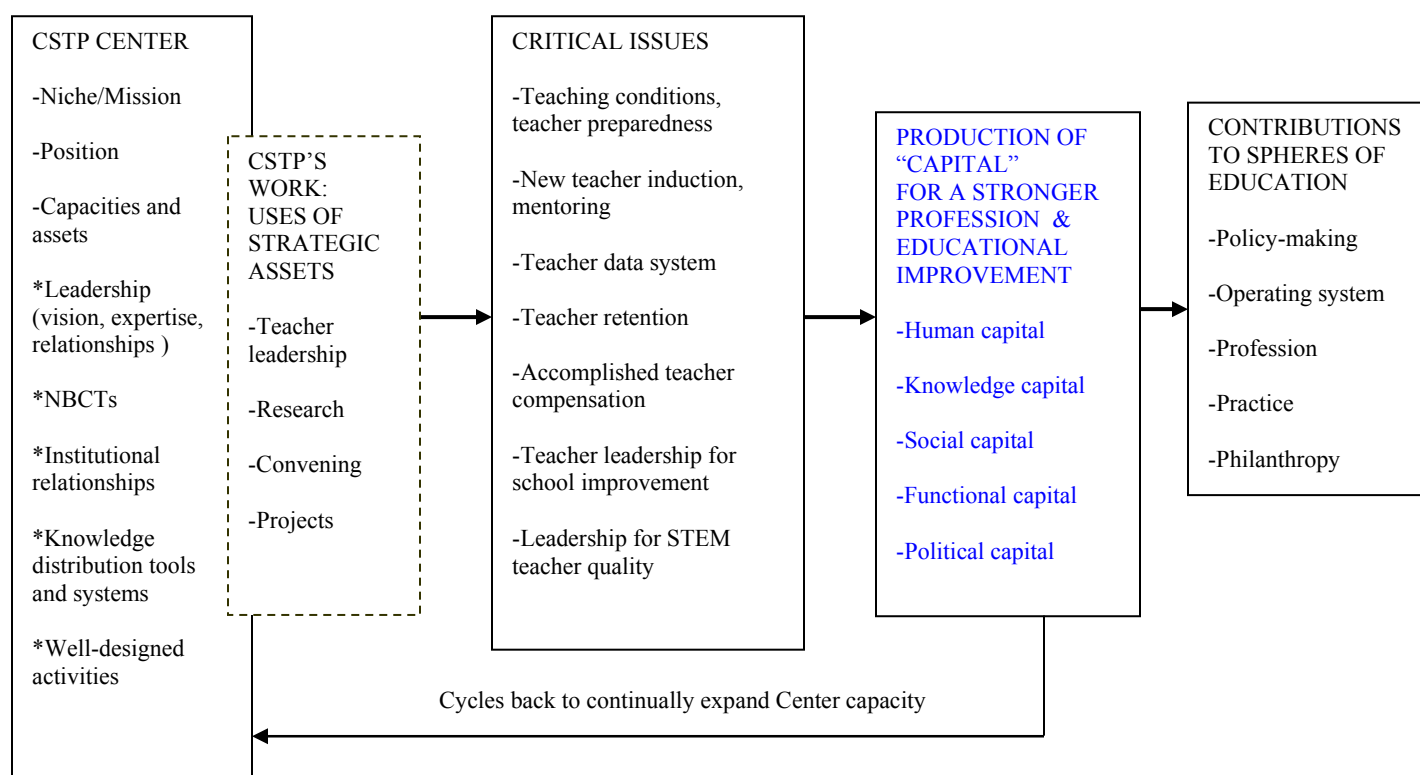 CSTP CENTER
-Niche/Mission
-Position
-Capacities and
assets
*Leadership
(vision, expertise,
relationships )
*NBCTs
*Institutional
relationships
*Knowledge
distribution tools
and systems
*Well-designed
activities
CSTP’S
WORK:
USES OF
STRATEGIC
ASSETS
-Teacher
leadership
-Research
-Convening
-Projects
CRITICAL ISSUES
-Teaching conditions,
teacher preparedness
-New teacher induction,
mentoring
-Teacher data system
-Teacher retention
-Accomplished teacher
compensation
-Teacher leadership for
school improvement
-Leadership for STEM
teacher quality
PRODUCTION OF
“CAPITAL”
FOR A STRONGER
PROFESSION &
EDUCATIONAL
IMPROVEMENT
-Human capital
-Knowledge capital
-Social capital
-Functional capital
-Political capital
CONTRIBUTIONS
TO SPHERES OF
EDUCATION
-Policy-making
-Operating system
-Profession
-Practice
-Philanthropy
Cycles back to continually expand Center capacity